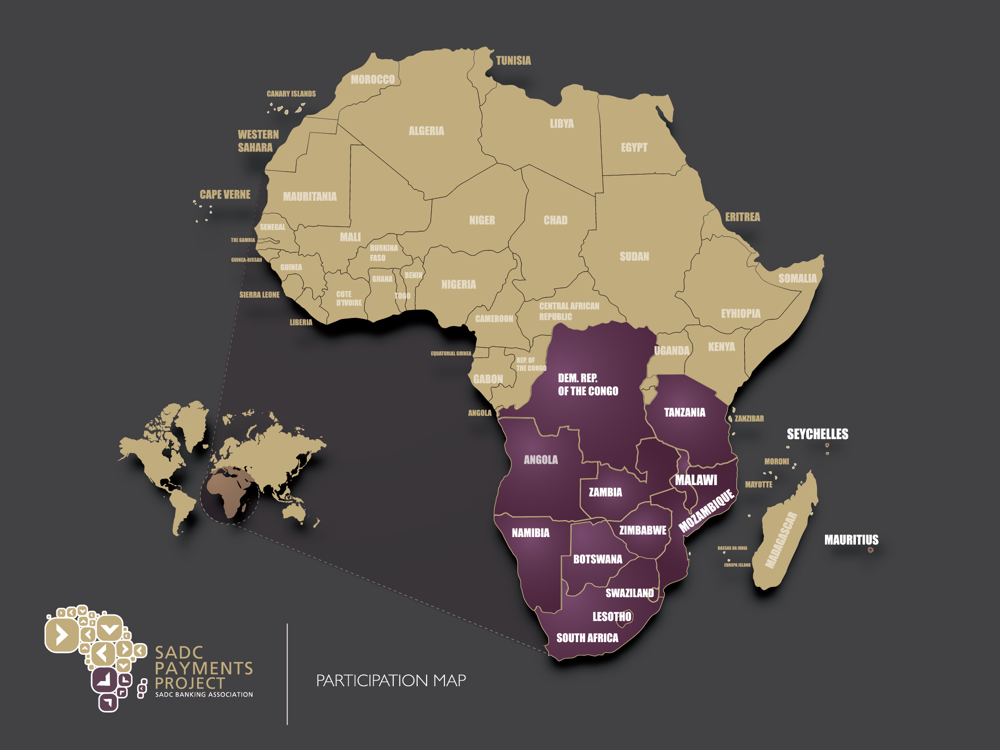 TUNISIA
MOROCCO
CANARY ISLANDS
ALGERIA
LIBYA
WESTERN
SAHARA
EGYPT
CAPE VERNE
MAURITANIA
NIGER
CHAD
ERITREA
SENEGAL
MALI
THE GAMBIA
BURKINA
FASO
SUDAN
GUINEA-BISSAU
GUINEA
BENIN
GHANA
SOMALIA
NIGERIA
SIERRA LEONE
COTE
D'IVOIRE
TOGO
CENTRAL AFRICAN
REPUBLIC
EYHIOPIA
CAMEROON
LIBERIA
UGANDA
KENYA
EQUATORIAL GUINEA
REP. OF
THE CONGO
GABON
DEM. REP.
OF THE CONGO
ANGOLA
TANZANIA
ZANZIBAR
SEYCHELLES
ANGOLA
MORONI
MALAWI
MAYOTTE
ZAMBIA
MOZAMBIQUE
MADAGASCAR
NAMIBIA
ZIMBABWE
MAURITIUS
BASSAS DA INDIA
BOTSWANA
EUROPA ISLAND
SWAZILAND
LESOTHO
SOUTH AFRICA
SADC
PAYMENTS
PROJECT
SADC BANKING ASSOCIATION
PARTICIPATION MAP